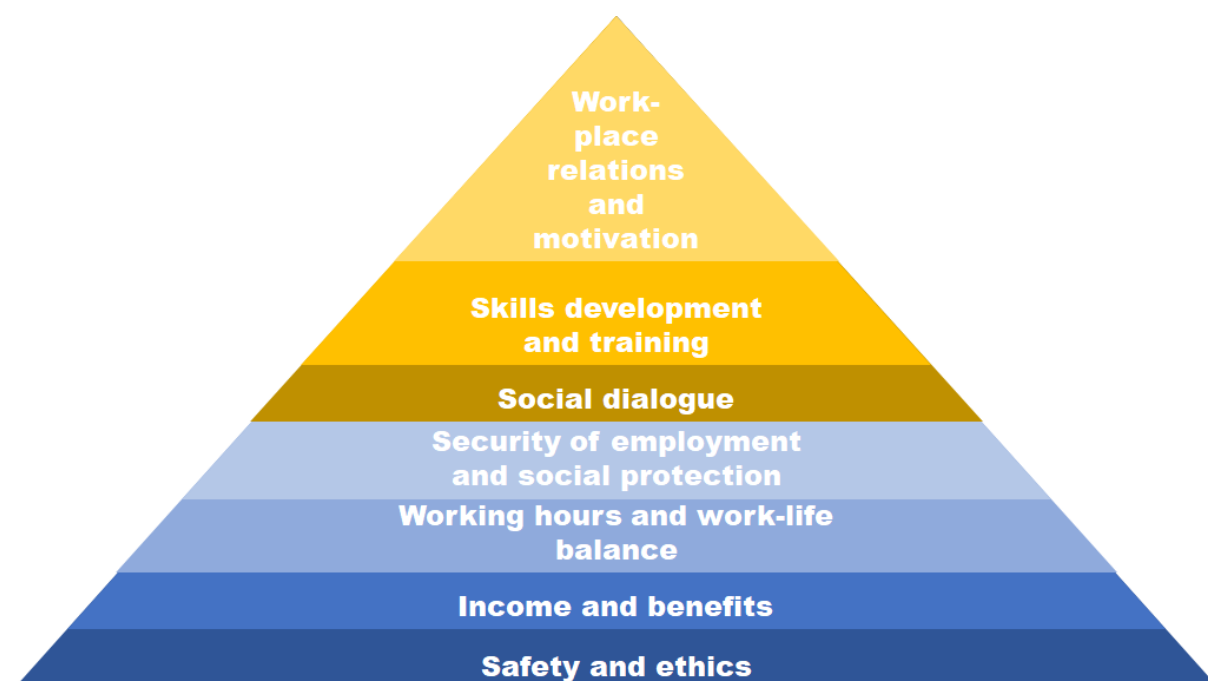 Work-
place
relations
and
motivation
Skills development
and training
Social dialogue
Security of employment
and social protection
Working hours and work-life
balance
Income and benefits
Safety and ethics